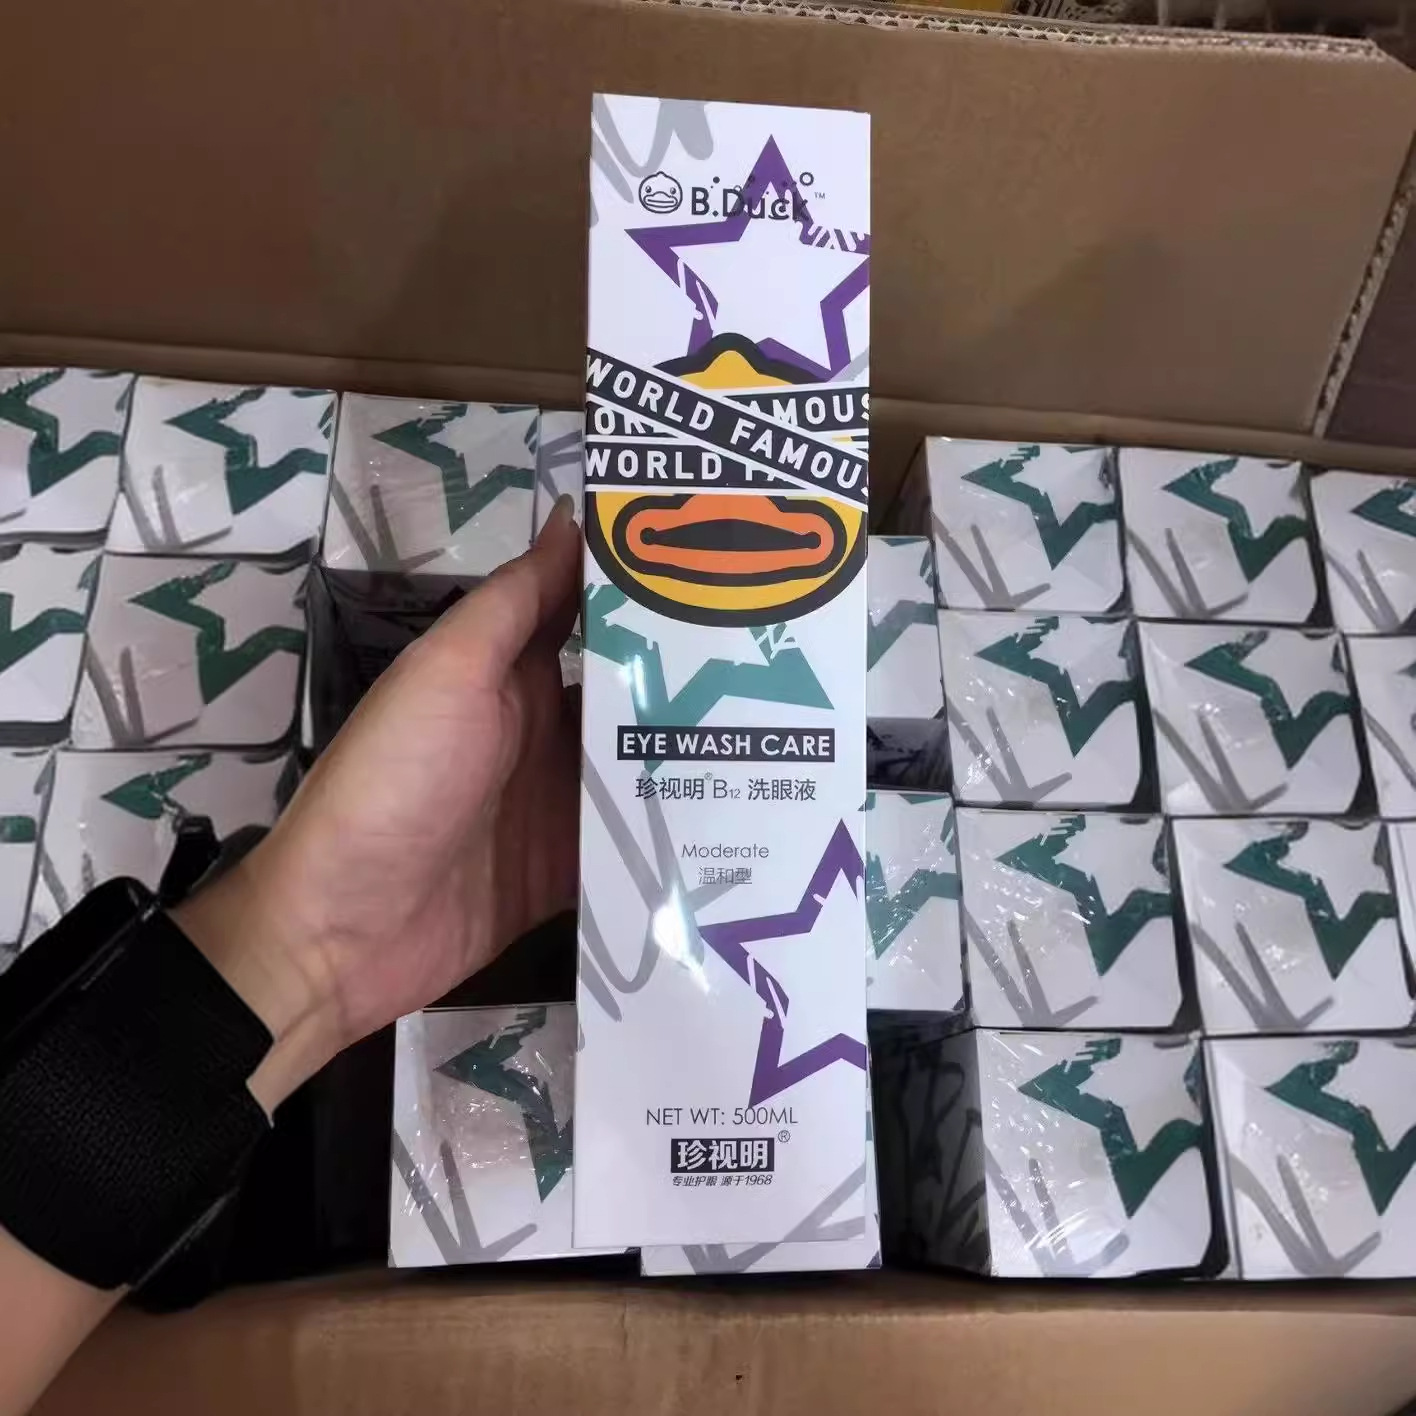 B.Duck™
WORLD FAMOUS
WORLD FAMOUS
WORLD FA
EYE WASH CARE
珍视明®B12 洗眼液
Moderate
温和型
NET WT: 500ML
珍视明®
专业护眼 源于1968